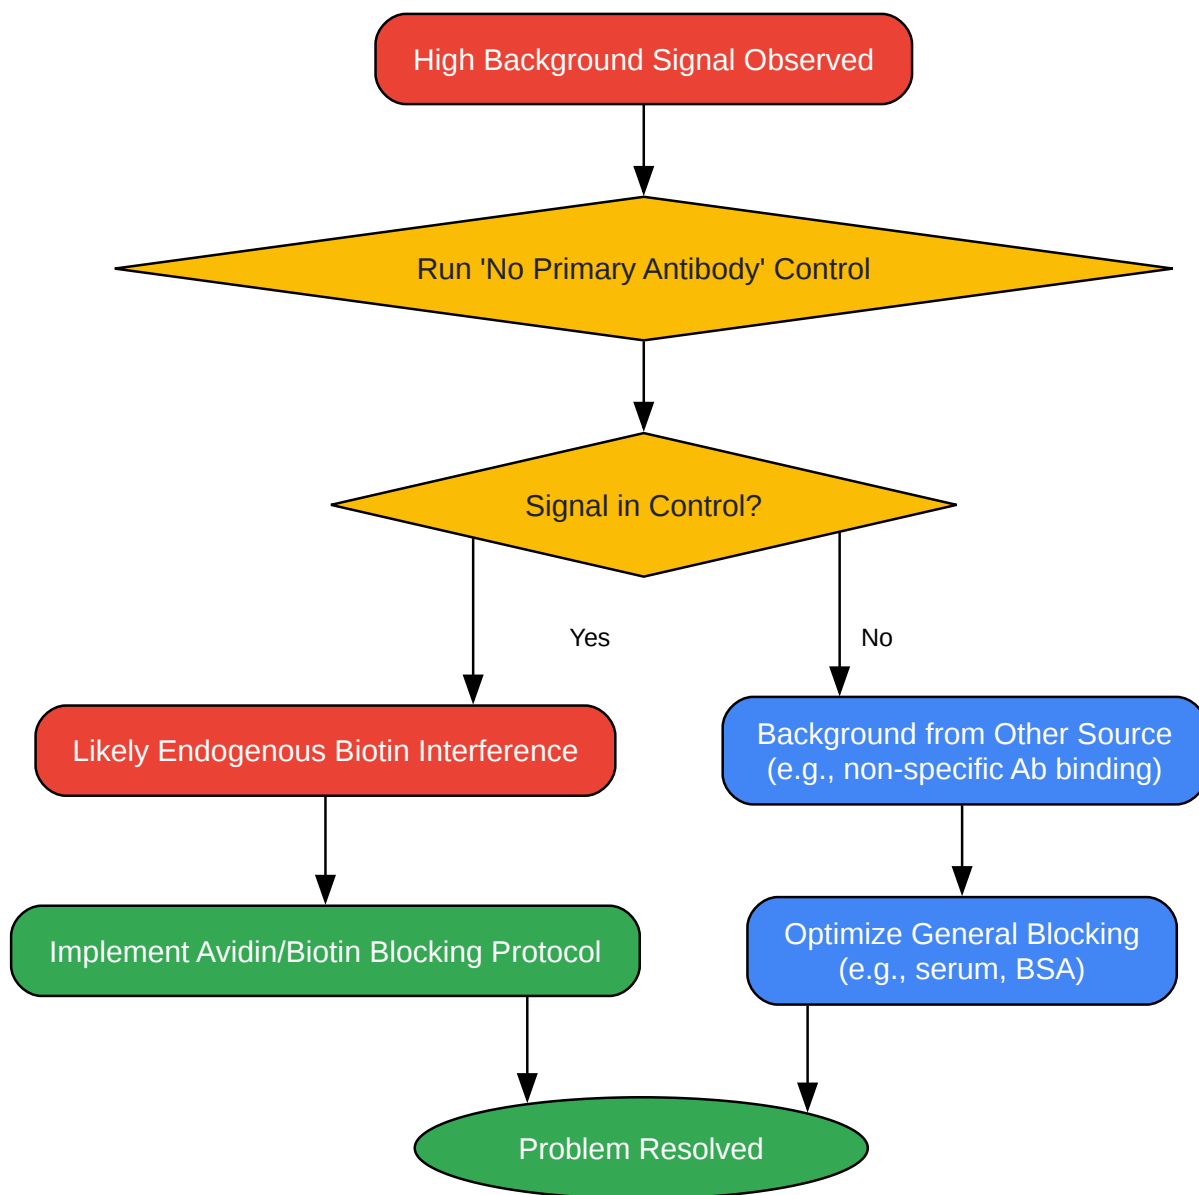 High Background Signal Observed
Run 'No Primary Antibody' Control
Signal in Control?
Yes
No
Likely Endogenous Biotin Interference
Background from Other Source
(e.g., non-specific Ab binding)
Implement Avidin/Biotin Blocking Protocol
Optimize General Blocking
(e.g., serum, BSA)
Problem Resolved